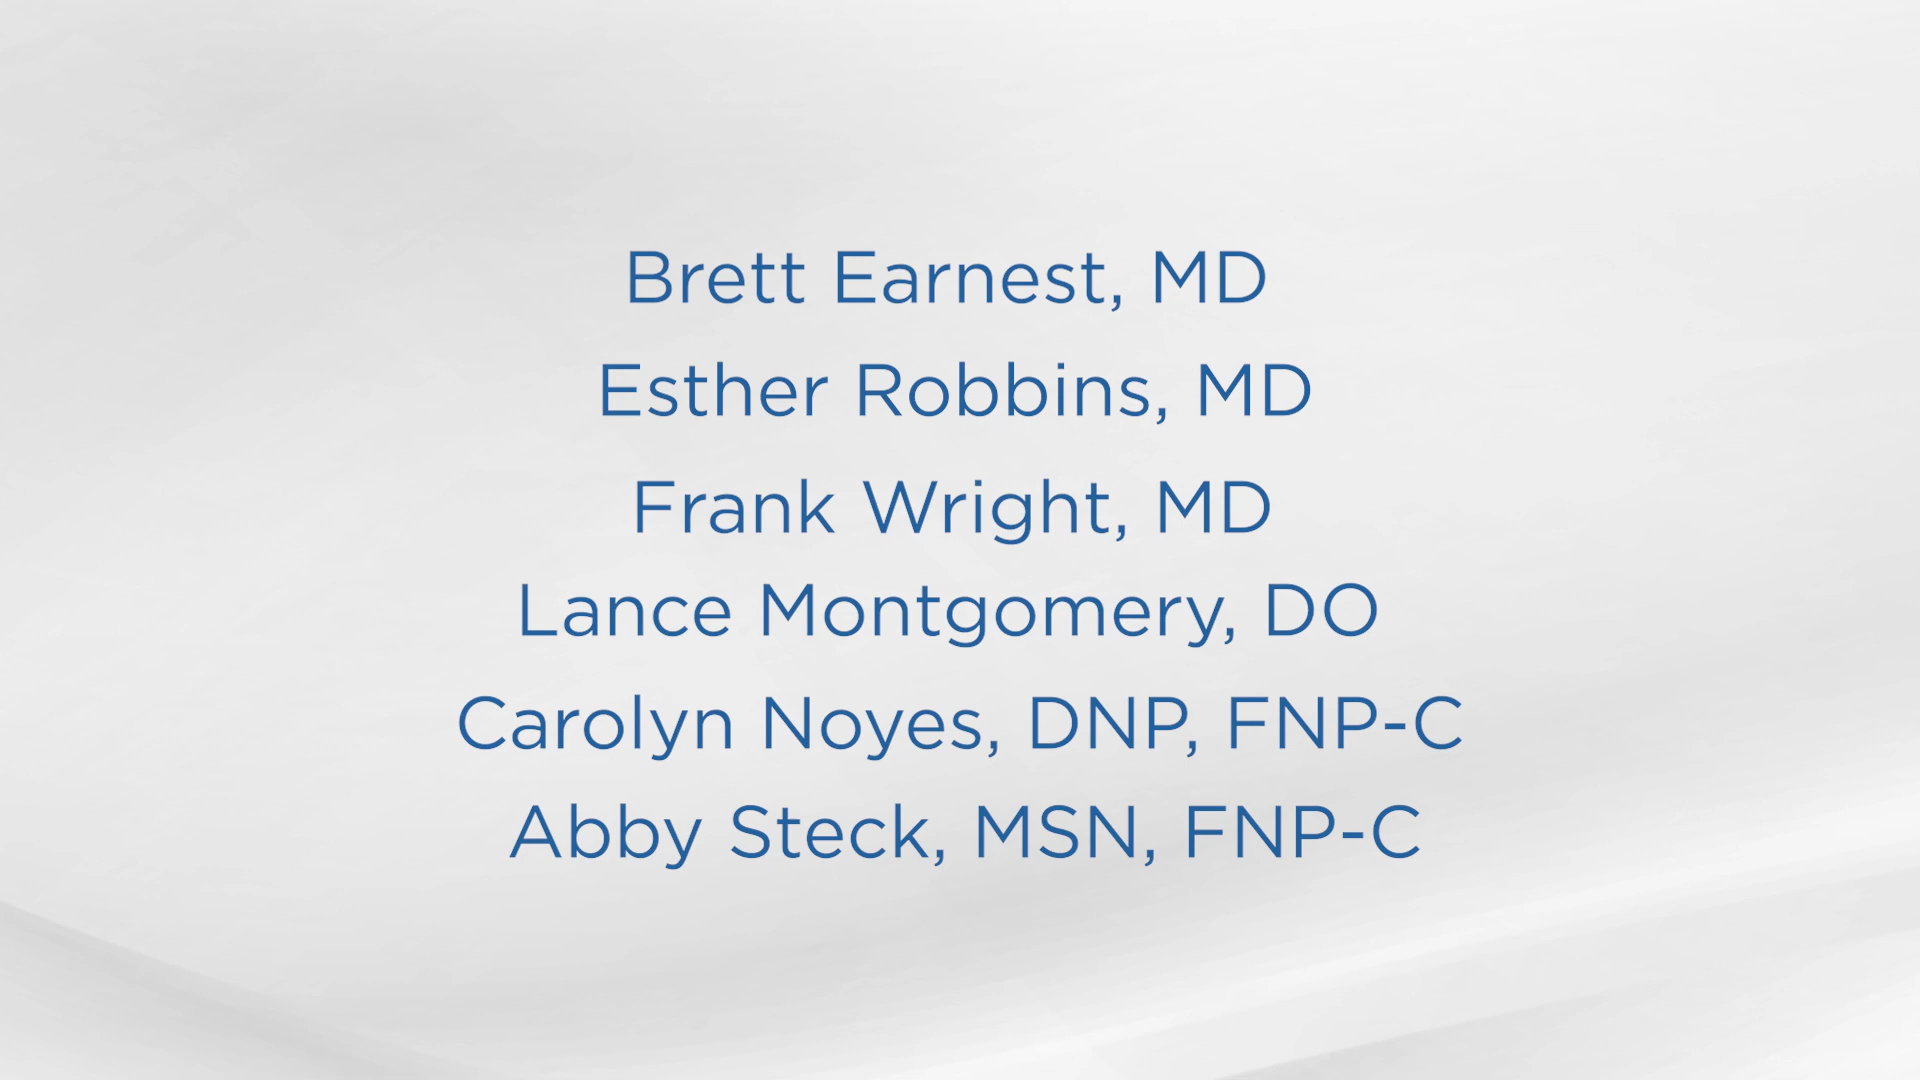 Brett Earnest, MD
Esther Robbins, MD
Frank Wright, MD
Lance Montgomery, DO
Carolyn Noyes, DNP, FNP-C
Abby Steck, MSN, FNP-C